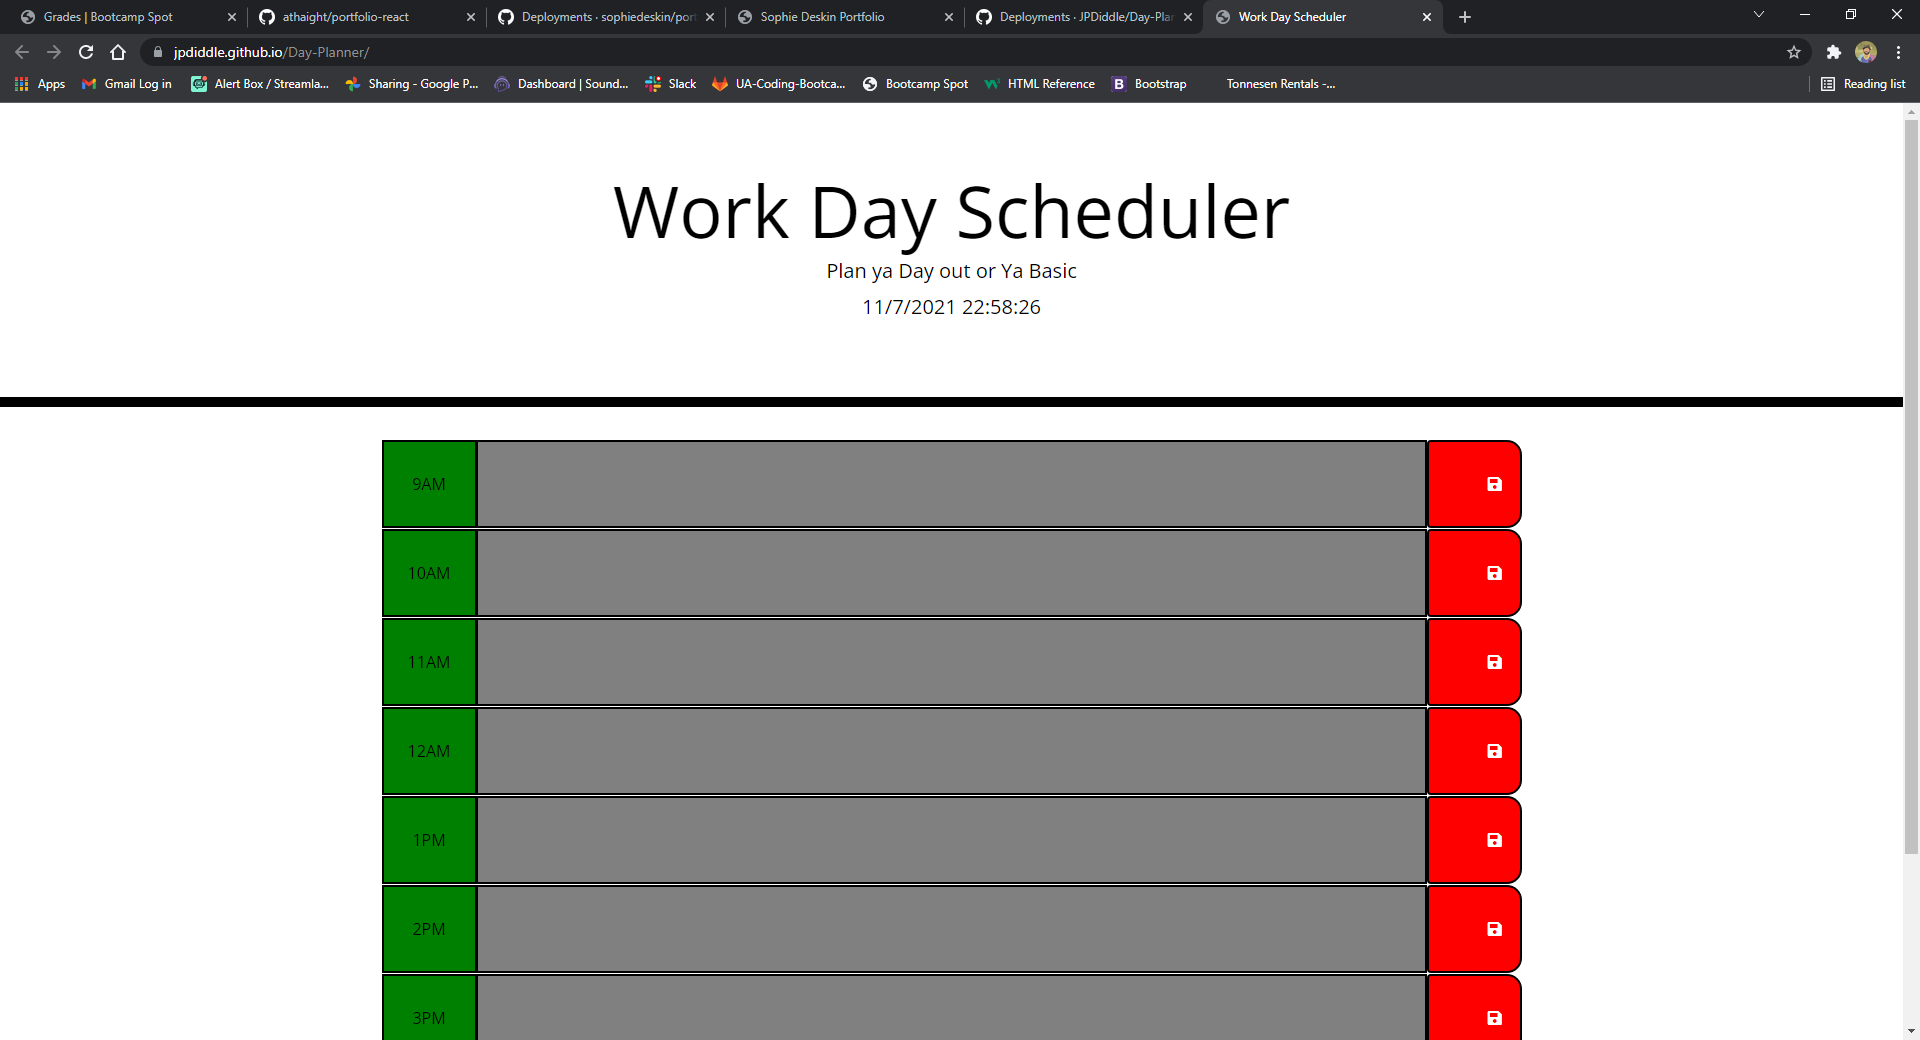 Grades | Bootcamp Spot
athaight/portfolio-react
Deployments · sophiedeskin/port
Sophie Deskin Portfolio
Deployments · JPDiddle/Day-Plan
Work Day Scheduler
jpdiddle.github.io/Day-Planner/
Apps
Gmail Log in
Alert Box / Streamla...
Sharing - Google P...
Dashboard | Sound...
Slack
UA-Coding-Bootca...
Bootcamp Spot
HTML Reference
Bootstrap
Tonnesen Rentals -...
Reading list
Work Day Scheduler
Plan ya Day out or Ya Basic
11/7/2021 22:58:26
9AM
10AM
11AM
12AM
1PM
2PM
3PM